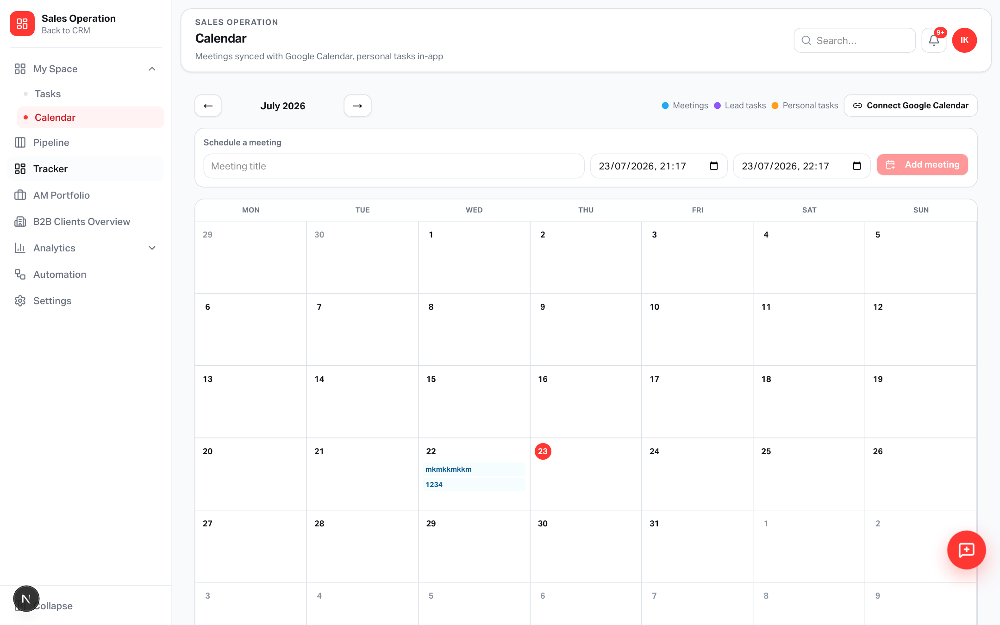 Sales Operation
Back to CRM
My Space
Tasks
Calendar
Pipeline
Tracker
AM Portfolio
B2B Clients Overview
Analytics
Automation
Settings
N
Collapse
SALES OPERATION
Calendar
Meetings synced with Google Calendar, personal tasks in-app
Search...
9+
IK
← July 2026 →
Meetings Lead tasks Personal tasks Connect Google Calendar
Schedule a meeting
Meeting title 23/07/2026, 21:17 23/07/2026, 22:17 Add meeting
MON TUE WED THU FRI SAT SUN
29 30 1 2 3 4 5
6 7 8 9 10 11 12
13 14 15 16 17 18 19
20 21 22 23 24 25 26
mkmkkmkkm
1234
27 28 29 30 31 1 2
3 4 5 6 7 8 9